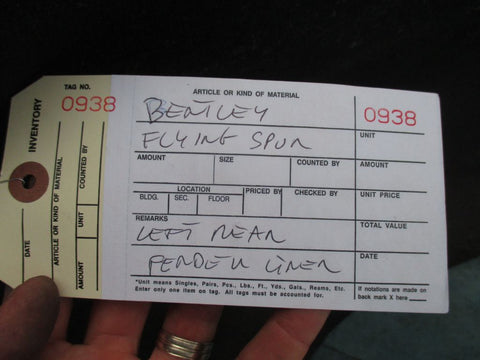 INVENTORY
TAG NO.
0938
ARTICLE OR KIND OF MATERIAL
COUNTED BY
UNIT
DATE
AMOUNT
ARTICLE OR KIND OF MATERIAL
BENTLEY
0938
FLYING SPUR
UNIT
AMOUNT SIZE COUNTED BY AMOUNT
LOCATION PRICED BY CHECKED BY UNIT PRICE
BLDG. SEC. FLOOR
REMARKS TOTAL VALUE
LEFT REAR
FENDER LINER
DATE
*Unit means Singles, Pairs, Pcs., Lbs., Ft., Yds., Gals., Reams, Etc.
Enter only one item on tag. All tags must be accounted for.
If notations are made on
back mark X here